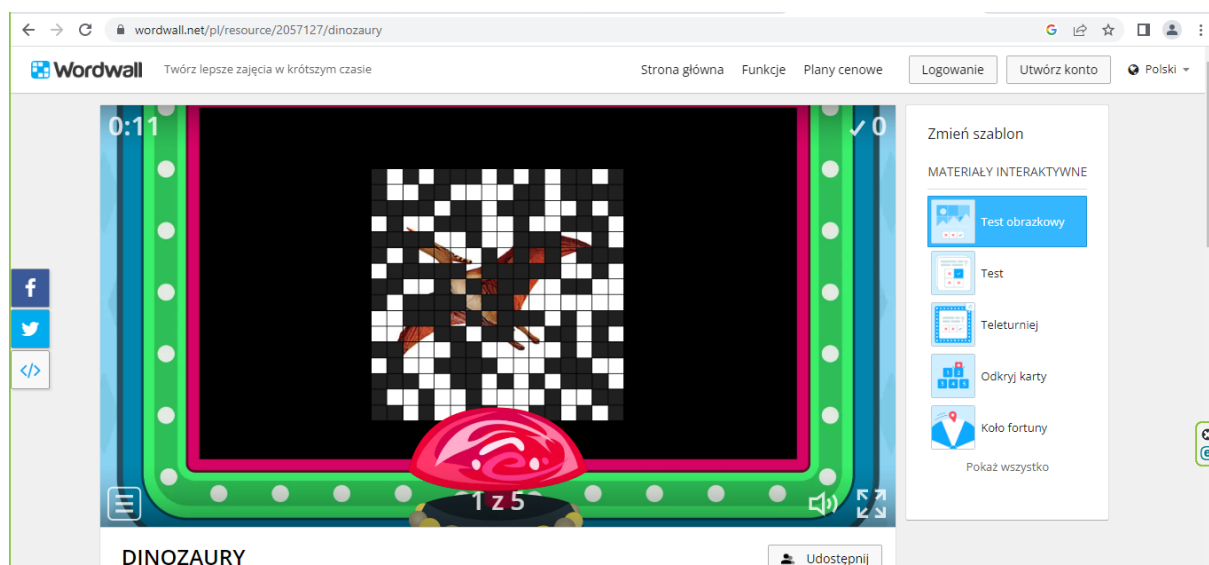 wordwall.net/pl/resource/2057127/dinozaury
Wordwall
Twórz lepsze zajęcia w krótszym czasie
Strona główna
Funkcje
Plany cenowe
Logowanie
Utwórz konto
Polski
0:11
✓ 0
1 z 5
Zmień szablon
MATERIAŁY INTERAKTYWNE
Test obrazkowy
Test
Teleturniej
Odkryj karty
Koło fortuny
Pokaż wszystko
DINOZAURY
Udostępnij